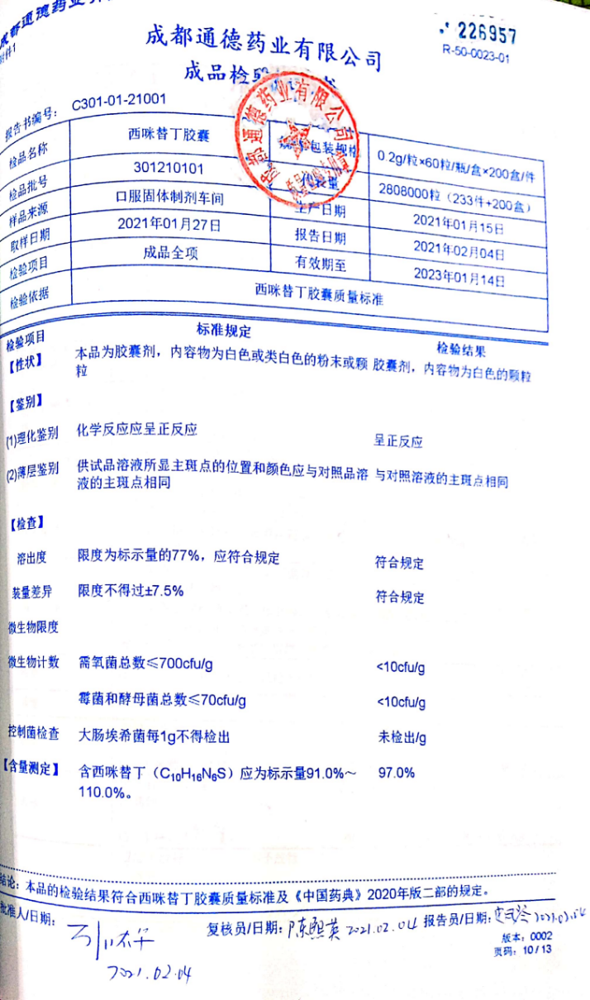 成都通德药业有
附件1
226957
R-50-0023-01
成都通德药业有限公司
成品检验
报告书编号: C301-01-21001
检品名称 西咪替丁胶囊 包装规格 0.2g/粒×60粒/瓶/盒×200盒/件
检品批号 301210101 代表量 2808000粒（233件+200盒）
样品来源 口服固体制剂车间 生产日期 2021年01月15日
取样日期 2021年01月27日 报告日期 2021年02月04日
检验项目 成品全项 有效期至 2023年01月14日
检验依据 西咪替丁胶囊质量标准
成都通德药业有限公司
检验项目 标准规定 检验结果
【性状】 本品为胶囊剂，内容物为白色或类白色的粉末或颗 胶囊剂，内容物为白色的颗粒
粒
【鉴别】
(1)理化鉴别 化学反应应呈正反应 呈正反应
(2)薄层鉴别 供试品溶液所显主斑点的位置和颜色应与对照品溶 与对照溶液的主斑点相同
液的主斑点相同
【检查】
溶出度 限度为标示量的77%，应符合规定 符合规定
装量差异 限度不得过±7.5% 符合规定
微生物限度
微生物计数 需氧菌总数≤700cfu/g <10cfu/g
霉菌和酵母菌总数≤70cfu/g <10cfu/g
控制菌检查 大肠埃希菌每1g不得检出 未检出/g
【含量测定】 含西咪替丁（C10H16N6S）应为标示量91.0%～ 97.0%
110.0%。
结论: 本品的检验结果符合西咪替丁胶囊质量标准及《中国药典》2020年版二部的规定。
批准人/日期: 复核员/日期: 陈熙英 2021.02.04 报告员/日期: 2021.02.04
2021.02.04
版本: 0002
页码: 10/13